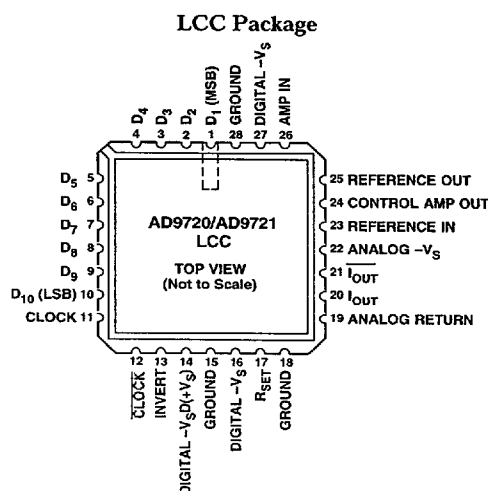 LCC Package
D4
D3
D2
D1 (MSB)
GROUND
DIGITAL –VS
AMP IN
4 3 2 1 28 27 26
D5 5
D6 6
D7 7
D8 8
D9 9
D10 (LSB) 10
CLOCK 11
AD9720/AD9721
LCC
TOP VIEW
(Not to Scale)
25 REFERENCE OUT
24 CONTROL AMP OUT
23 REFERENCE IN
22 ANALOG –VS
21 I̅O̅U̅T̅
20 IOUT
19 ANALOG RETURN
12 13 14 15 16 17 18
C̅L̅O̅C̅K̅
INVERT
DIGITAL –VSD(+VS)
GROUND
DIGITAL –VS
RSET
GROUND